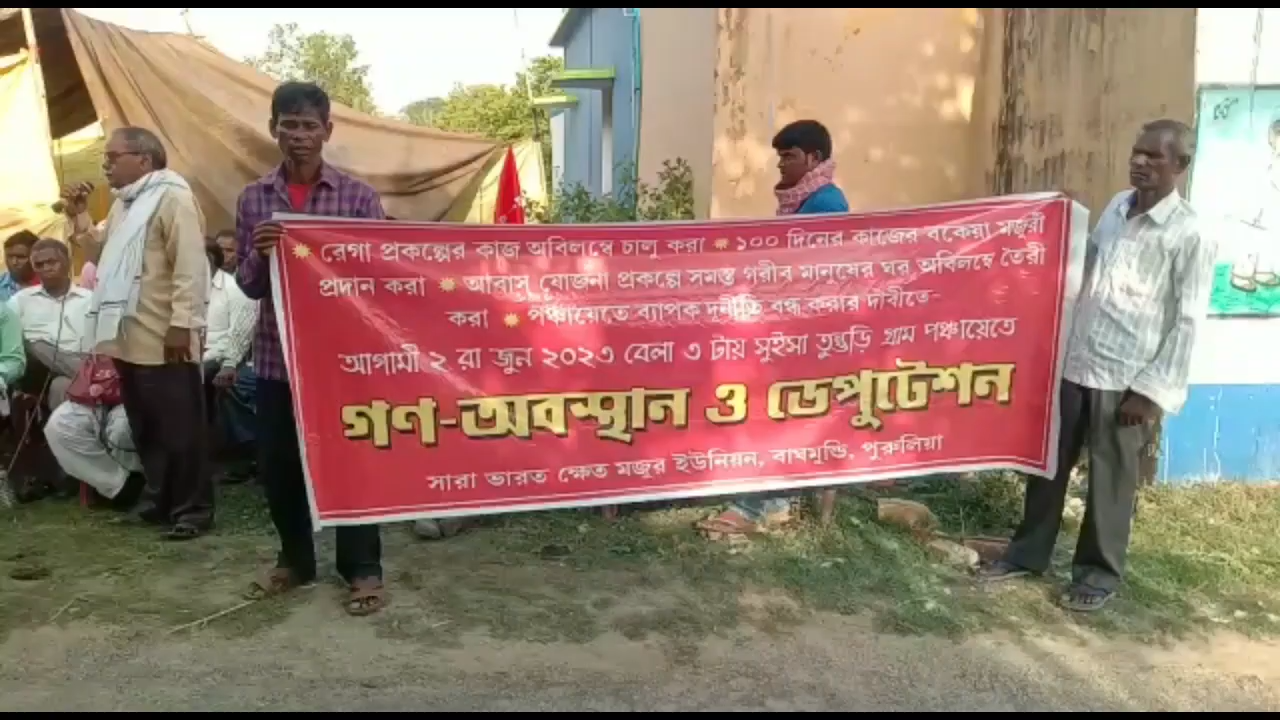 রেগা প্রকল্পের কাজ অবিলম্বে চালু করা ১০০ দিনের কাজের বকেয়া মজুরী
প্রদান করা আবাস যোজনা প্রকল্পে সমস্ত গরীব মানুষের ঘর অবিলম্বে তৈরী
করা পঞ্চায়েতে ব্যাপক দূর্নীতি বন্ধ করার দাবীতে-
আগামী ২ রা জুন ২০২৩ বেলা ৩ টায় সুইসা তুন্তুড়ি গ্রাম পঞ্চায়েতে
গণ-অবস্থান ও ডেপুটেশন
সারা ভারত ক্ষেত মজুর ইউনিয়ন, বাঘমুন্ডি, পুরুলিয়া